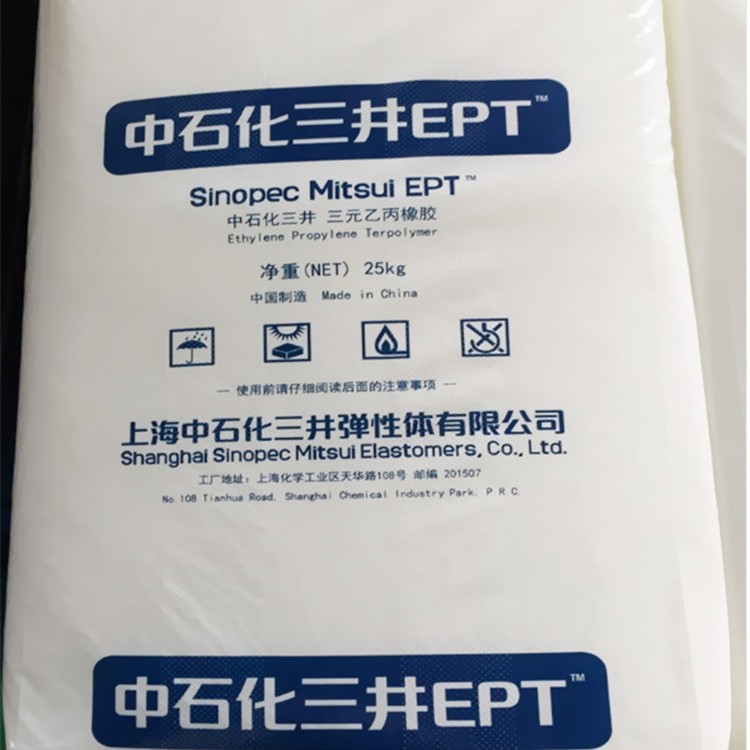 中石化三井EPT™
Sinopec Mitsui EPT™
中石化三井 三元乙丙橡胶
Ethylene Propylene Terpolymer
净重(NET) 25kg
中国制造 Made in China
— 使用前请仔细阅读后面的注意事项 —
上海中石化三井弹性体有限公司
Shanghai Sinopec Mitsui Elastomers, Co., Ltd.
工厂地址: 上海化学工业区天华路108号 邮编 201507
No.108 Tianhua Road, Shanghai Chemical Industry Park, P R.C.
中石化三井EPT™